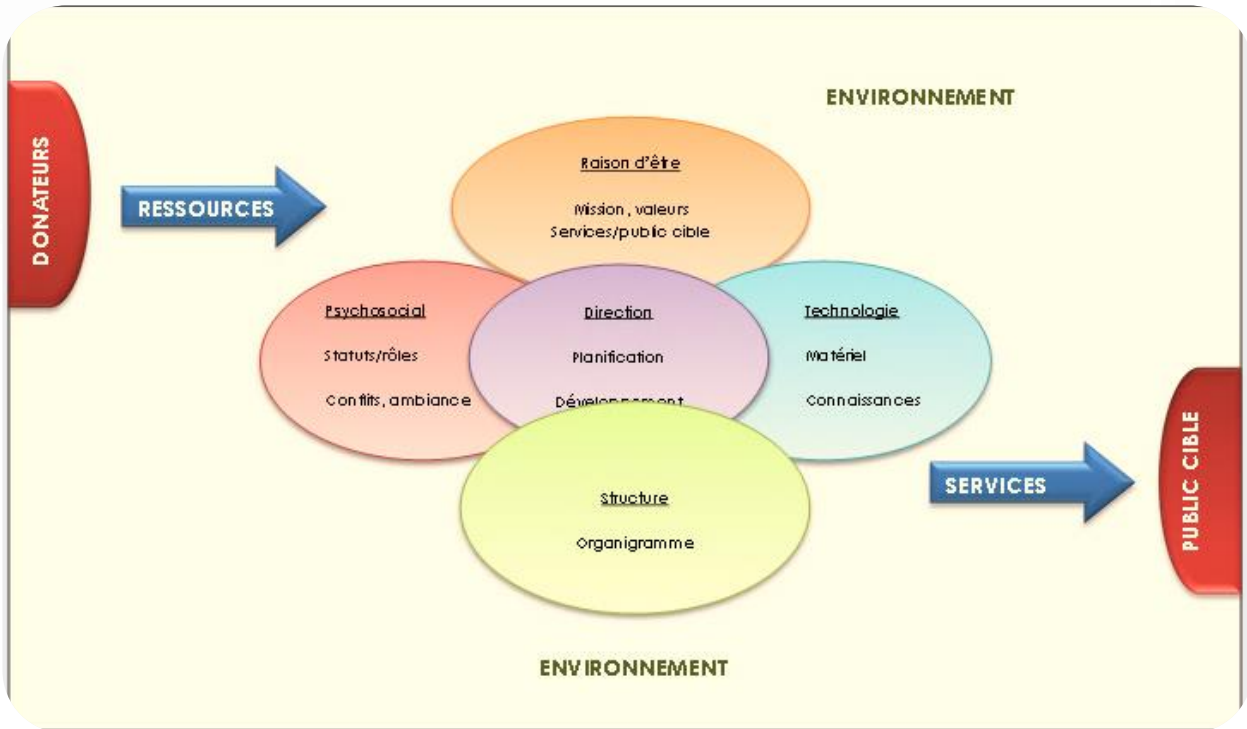 ENVIRONNEMENT
DONATEURS
RESSOURCES
Raison d'être
Mission, valeurs
Services/public cible
Psychosocial
Statuts/rôles
Conflits, ambiance
Direction
Planification
Développement
Technologie
Matériel
Connaissances
Structure
Organigramme
SERVICES
PUBLIC CIBLE
ENVIRONNEMENT